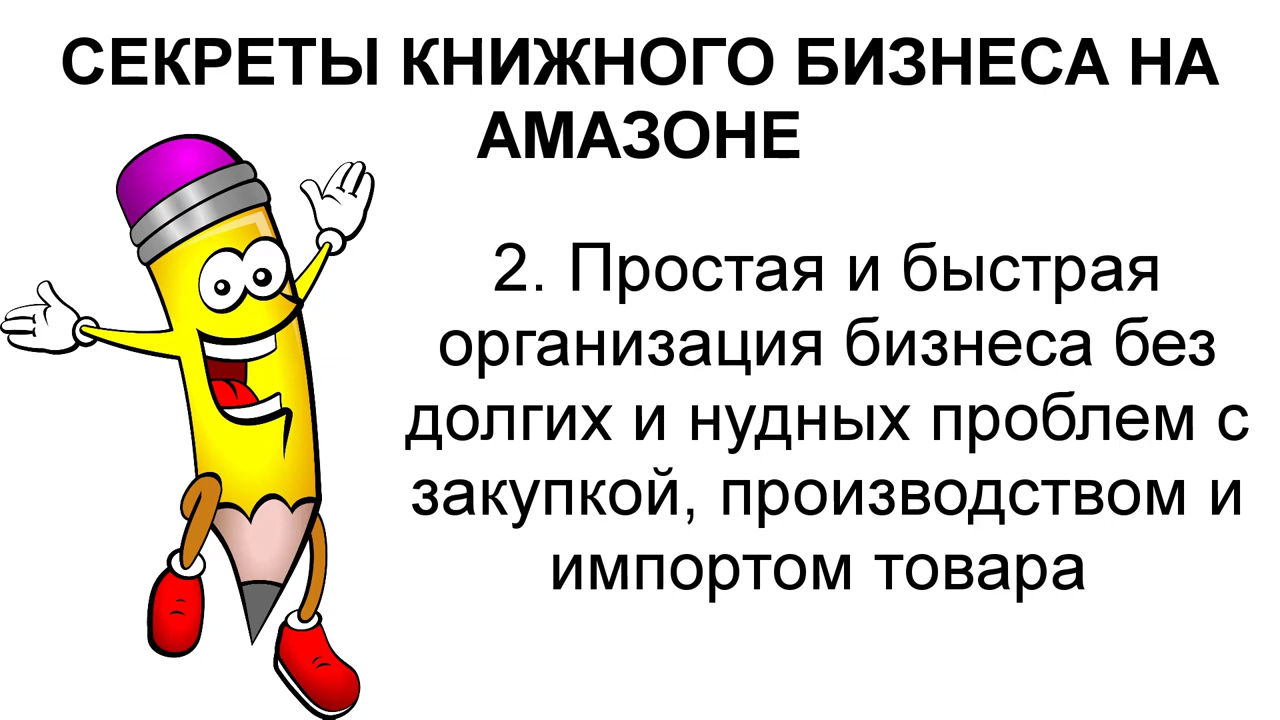 СЕКРЕТЫ КНИЖНОГО БИЗНЕСА НА
АМАЗОНЕ
2. Простая и быстрая
организация бизнеса без
долгих и нудных проблем с
закупкой, производством и
импортом товара